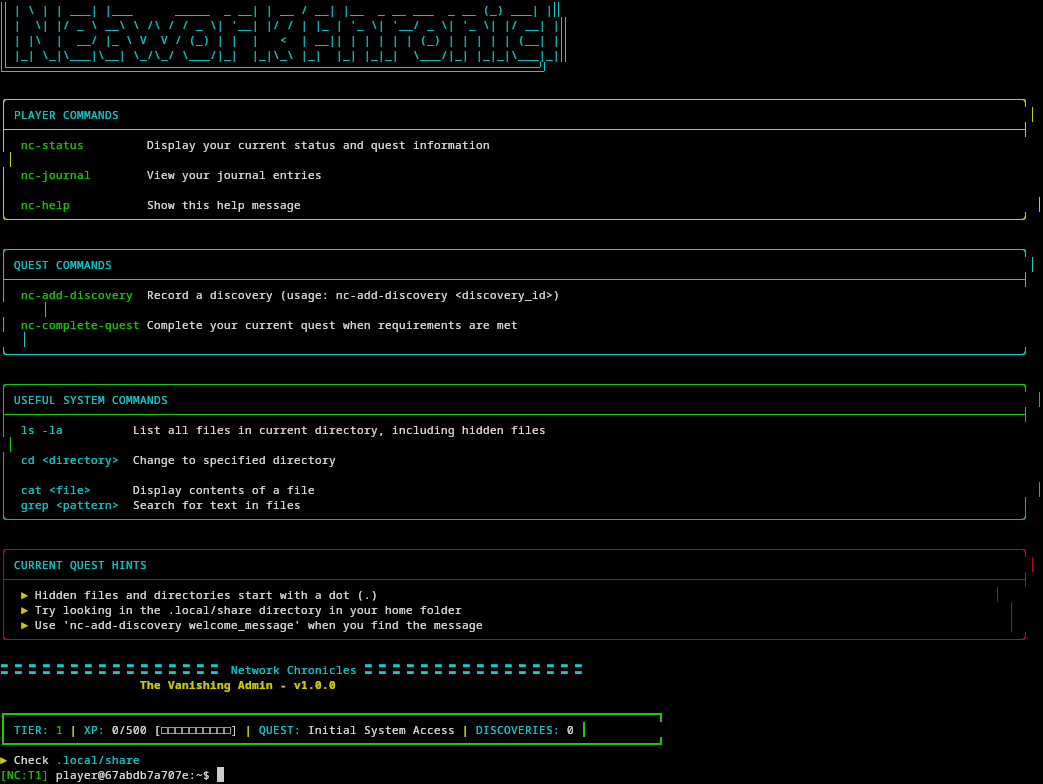 PLAYER COMMANDS
nc-status Display your current status and quest information
nc-journal View your journal entries
nc-help Show this help message
QUEST COMMANDS
nc-add-discovery Record a discovery (usage: nc-add-discovery <discovery_id>)
nc-complete-quest Complete your current quest when requirements are met
USEFUL SYSTEM COMMANDS
ls -la List all files in current directory, including hidden files
cd <directory> Change to specified directory
cat <file> Display contents of a file
grep <pattern> Search for text in files
CURRENT QUEST HINTS
▶ Hidden files and directories start with a dot (.)
▶ Try looking in the .local/share directory in your home folder
▶ Use 'nc-add-discovery welcome_message' when you find the message
Network Chronicles
The Vanishing Admin - v1.0.0
TIER: 1 | XP: 0/500 [□□□□□□□□□□] | QUEST: Initial System Access | DISCOVERIES: 0
▶ Check .local/share
[NC:T1] player@67abdb7a707e:~$